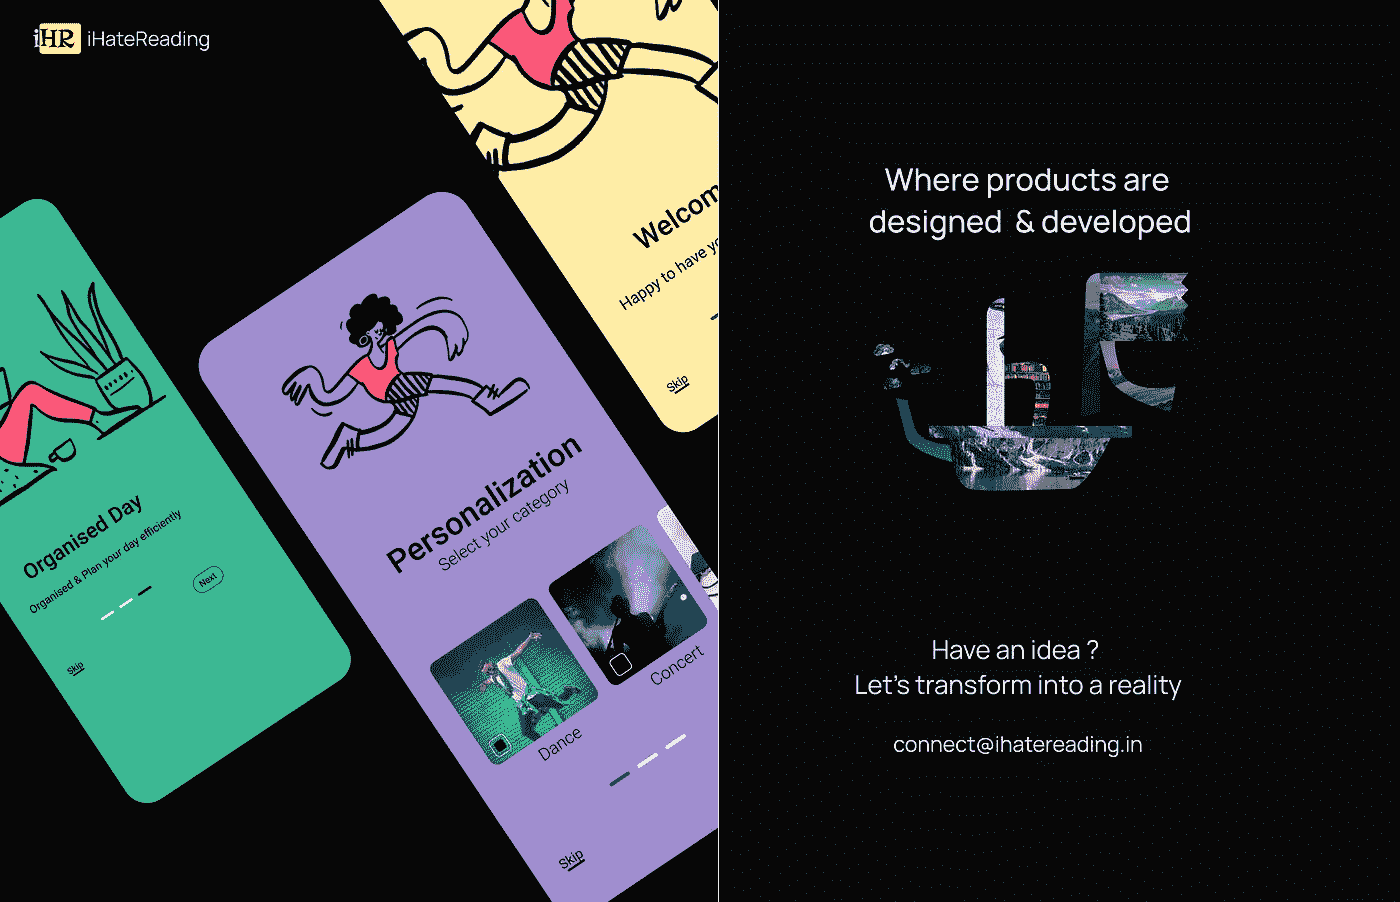 iHR iHateReading
Welcom
Happy to have yo
Skip
Organised Day
Organised & Plan your day efficiently
Next
Skip
Personalization
Select your category
Dance
Concert
Skip
Where products are
designed & developed
Have an idea ?
Let's transform into a reality
connect@ihatereading.in